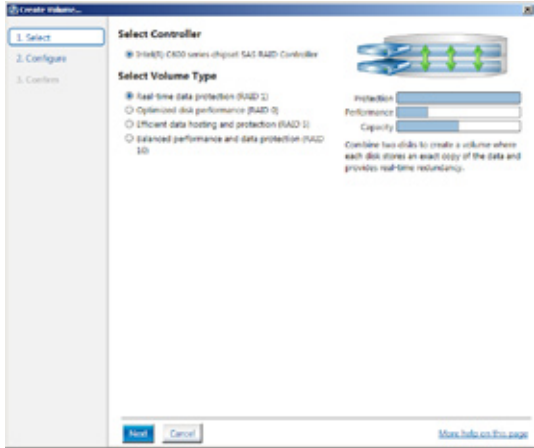 Create Volume...
1. Select
2. Configure
3. Confirm
Select Controller
Intel(R) C600 series chipset SAS RAID Controller
Select Volume Type
Real-time data protection (RAID 1)
Optimized disk performance (RAID 0)
Efficient data hosting and protection (RAID 5)
Balanced performance and data protection (RAID
10)
Protection
Performance
Capacity
Combine two disks to create a volume where
each disk stores an exact copy of the data and
provides real-time redundancy.
Next
Cancel
More help on this page